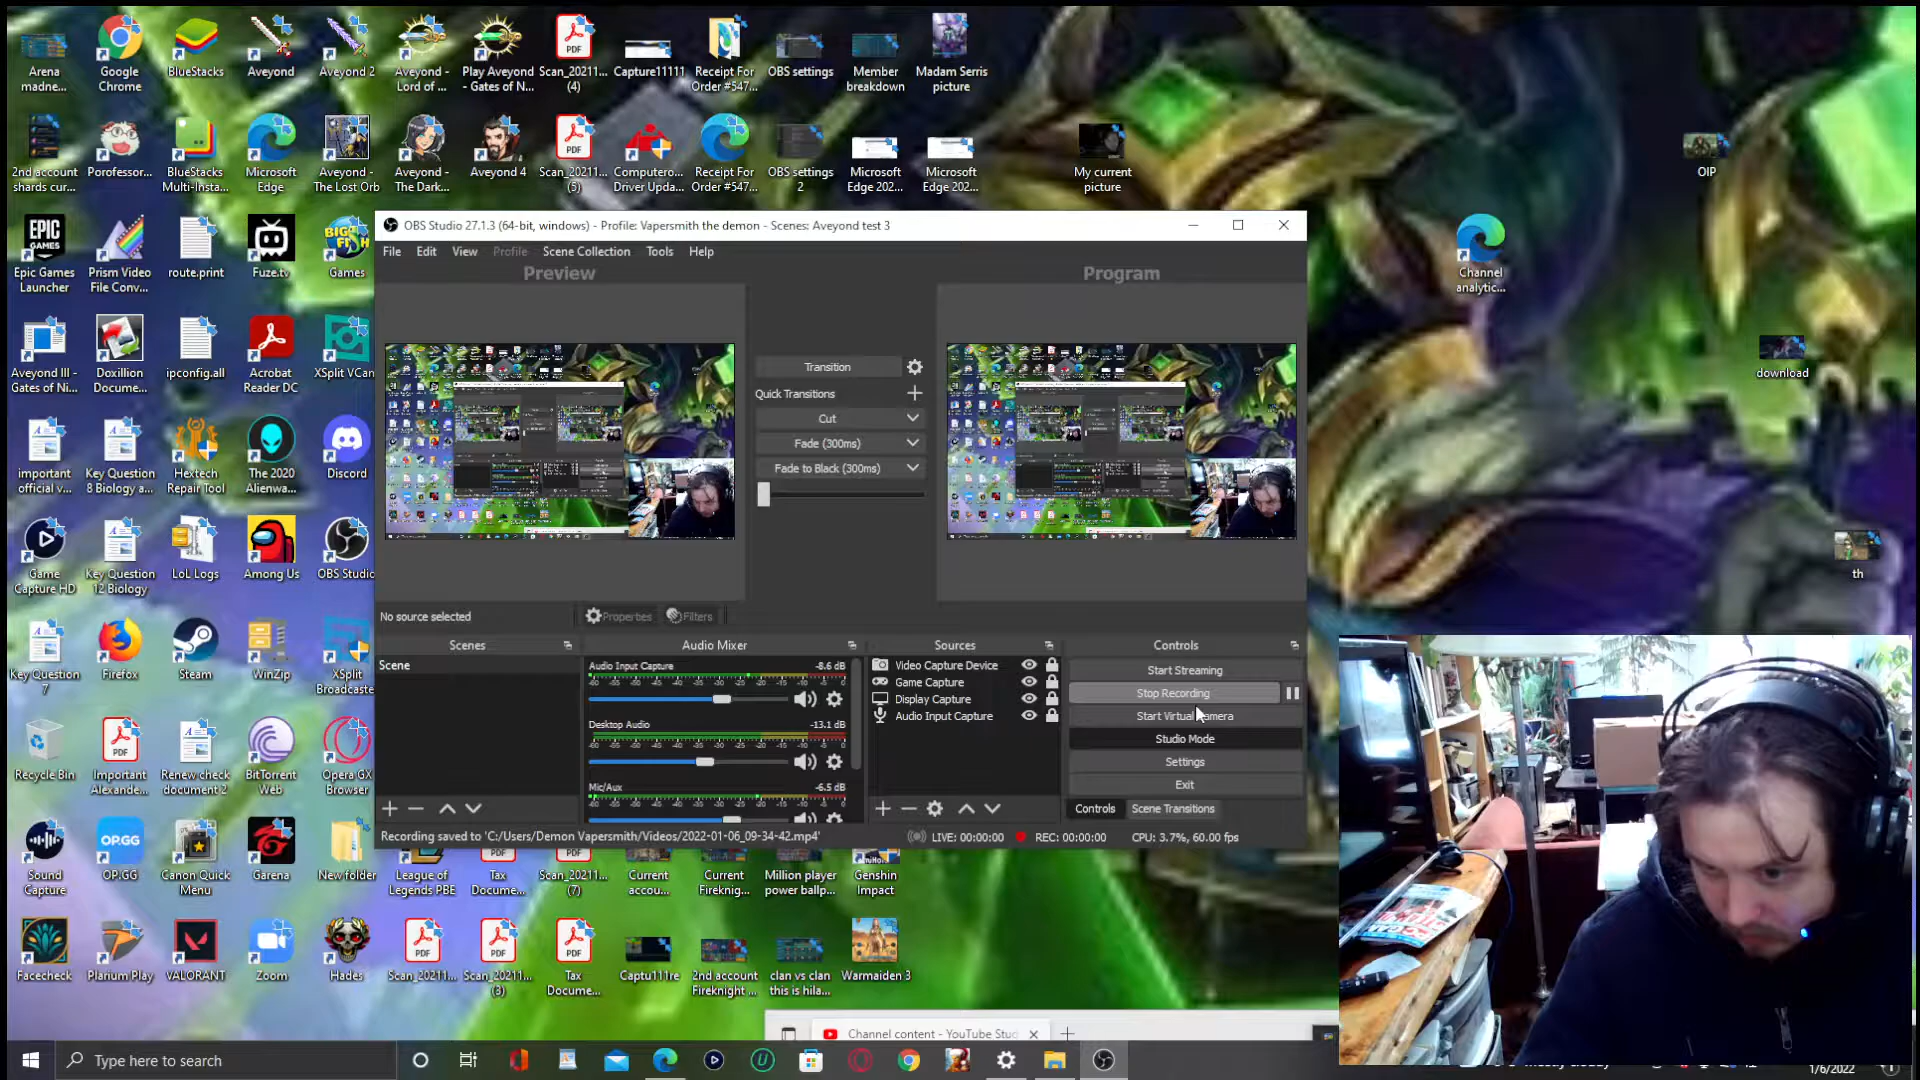 Arena madne...
Google Chrome
BlueStacks
Aveyond
Aveyond 2
Aveyond - Lord of ...
Play Aveyond - Gates of N...
Scan_20211... (4)
Capture11111
Receipt For Order #547...
OBS settings
Member breakdown
Madam Serris picture
2nd account shards cur...
Porofessor...
BlueStacks Multi-Insta...
Microsoft Edge
Aveyond - The Lost Orb
Aveyond - The Dark...
Aveyond 4
Scan_20211... (5)
Computero... Driver Upda...
Receipt For Order #547...
OBS settings 2
Microsoft Edge 202...
Microsoft Edge 202...
My current picture
OIP
Epic Games Launcher
Prism Video File Conv...
route.print
Fuze.tv
Games
Channel analytic...
OBS Studio 27.1.3 (64-bit, windows) - Profile: Vapersmith the demon - Scenes: Aveyond test 3
File Edit View Profile Scene Collection Tools Help
Preview
Program
Aveyond III - Gates of Ni...
Doxillion Docume...
ipconfig.all
Acrobat Reader DC
XSplit VCam
download
Transition
Quick Transitions
Cut
Fade (300ms)
Fade to Black (300ms)
important official v...
Key Question 8 Biology a...
Hextech Repair Tool
The 2020 Alienwa...
Discord
Game Capture HD
Key Question 12 Biology
LoL Logs
Among Us
OBS Studio
th
No source selected
Properties
Filters
Scenes
Audio Mixer
Sources
Controls
Scene
Audio Input Capture -8.6 dB
Desktop Audio -13.1 dB
Mic/Aux -6.5 dB
Video Capture Device
Game Capture
Display Capture
Audio Input Capture
Start Streaming
Stop Recording
Start Virtual Camera
Studio Mode
Settings
Exit
Controls
Scene Transitions
Recording saved to 'C:/Users/Demon Vapersmith/Videos/2022-01-06_09-34-42.mp4'
LIVE: 00:00:00
REC: 00:00:00
CPU: 3.7%, 60.00 fps
Key Question 7
Firefox
Steam
WinZip
XSplit Broadcaste
Recycle Bin
Important Alexande...
Renew check document 2
BitTorrent Web
Opera GX Browser
Sound Capture
OP.GG
Canon Quick Menu
Garena
New folder
League of Legends PBE
Tax Docume...
Scan_20211... (7)
Current accou...
Current Fireknig...
Million player power ballp...
Genshin Impact
Facecheck
Plarium Play
VALORANT
Zoom
Hades
Scan_20211...
Scan_20211... (3)
Tax Docume...
Captu111re
2nd account Fireknight ...
clan vs clan this is hila...
Warmaiden 3
Channel content - YouTube Stud
Type here to search
1/6/2022